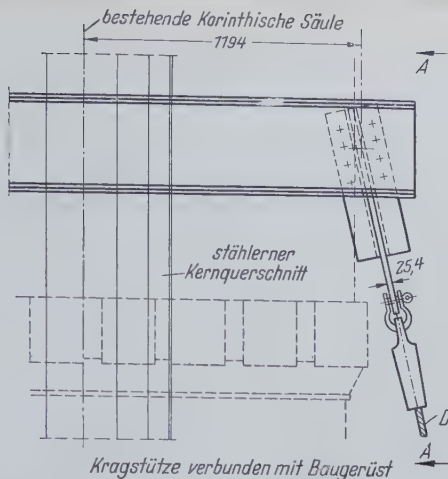 bestehende Korinthische Säule
1194
A
stählerner
Kernquerschnitt
25,4
D
A
Kragstütze verbunden mit Baugerüst